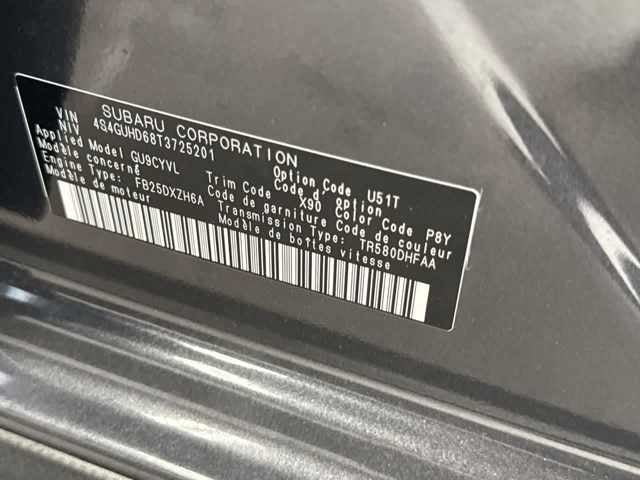 SUBARU CORPORATION
VIN
NIV 4S4GUHD68T3725201
Applied Model GU9CYVL Option Code U51T
Modèle concerné Code d'option
Engine Type: FB25DXZH6A Trim Code X90 Color Code P8Y
Modèle de moteur Code de garniture Code de couleur
Transmission Type: TR580DHFAA
Modèle de boîtes vitesse